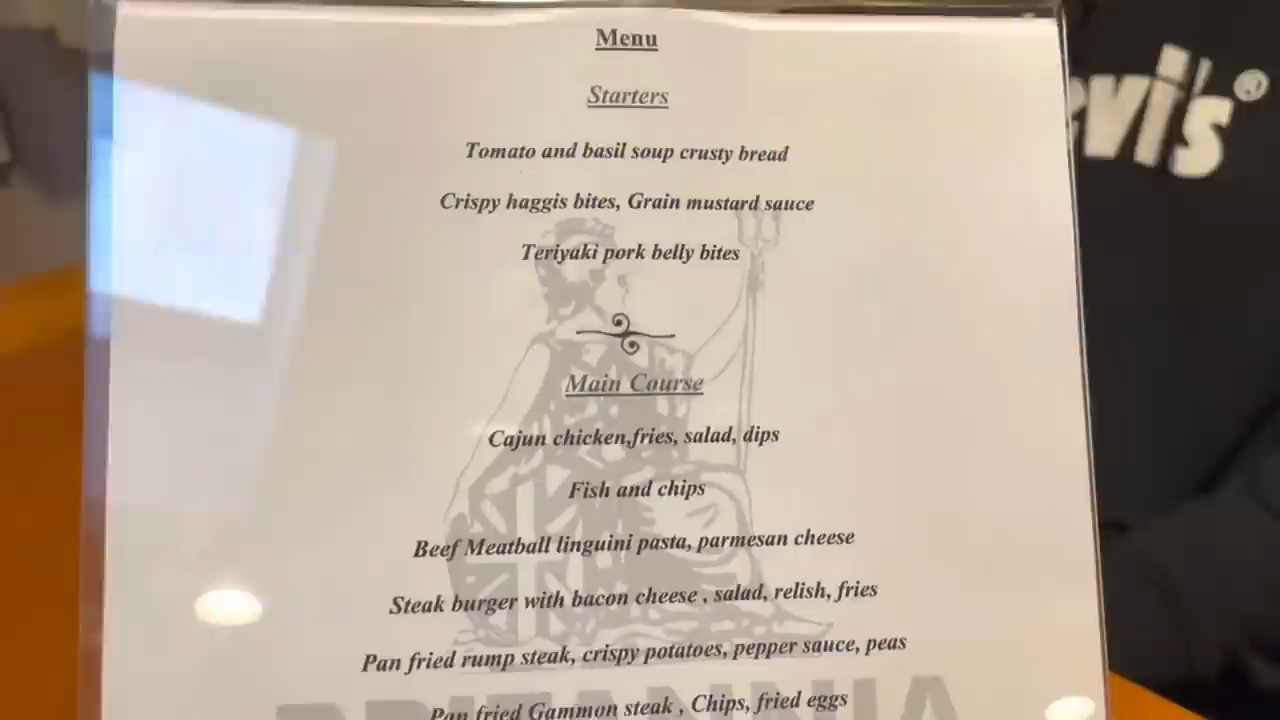 Menu
Starters
Tomato and basil soup crusty bread
Crispy haggis bites, Grain mustard sauce
Teriyaki pork belly bites
Main Course
Cajun chicken,fries, salad, dips
Fish and chips
Beef Meatball linguini pasta, parmesan cheese
Steak burger with bacon cheese , salad, relish, fries
Pan fried rump steak, crispy potatoes, pepper sauce, peas
Pan fried Gammon steak , Chips, fried eggs
BRITANNIA
evi's®